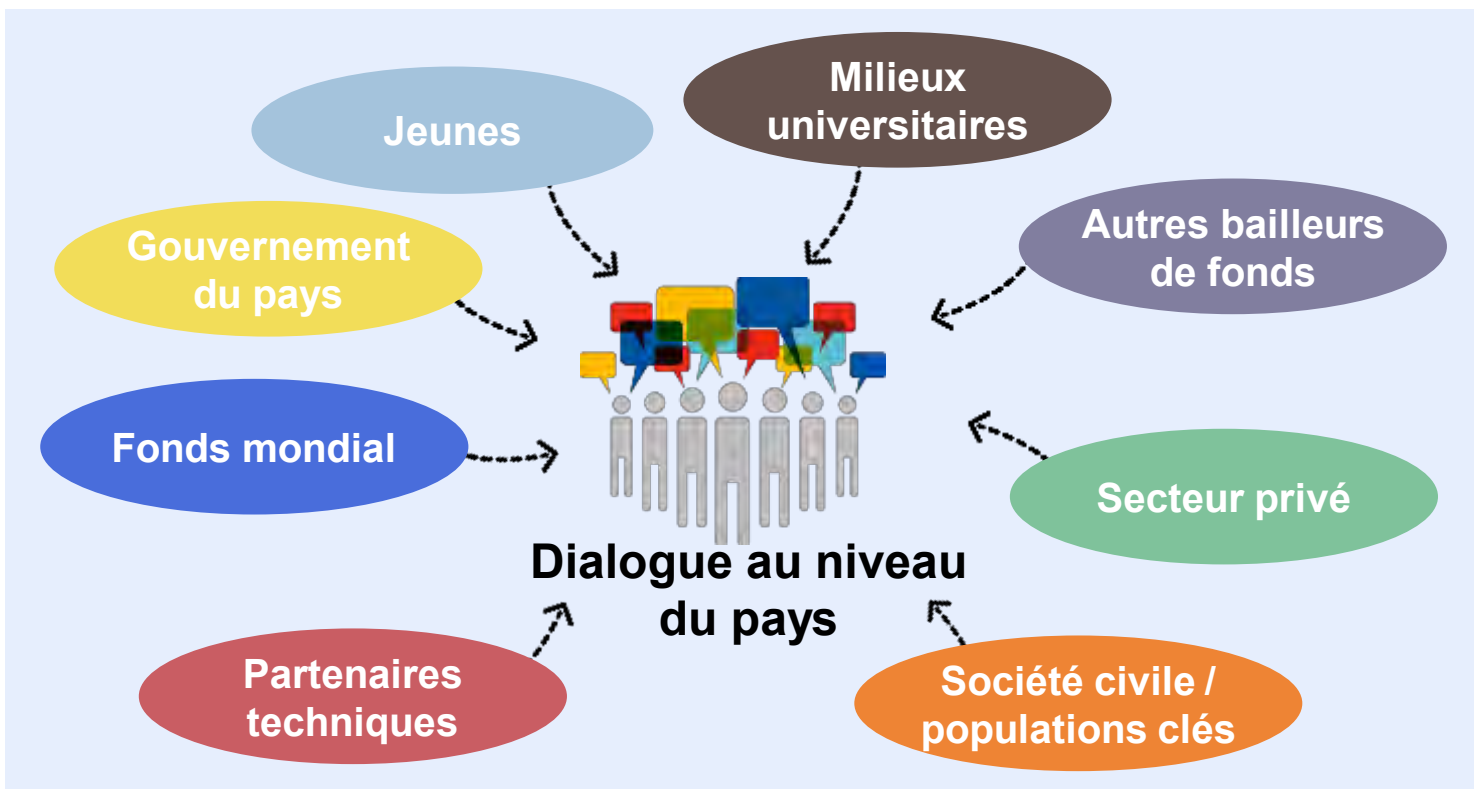 Milieux
universitaires
Jeunes
Autres bailleurs
de fonds
Gouvernement
du pays
Fonds mondial
Secteur privé
Dialogue au niveau
du pays
Partenaires
techniques
Société civile /
populations clés